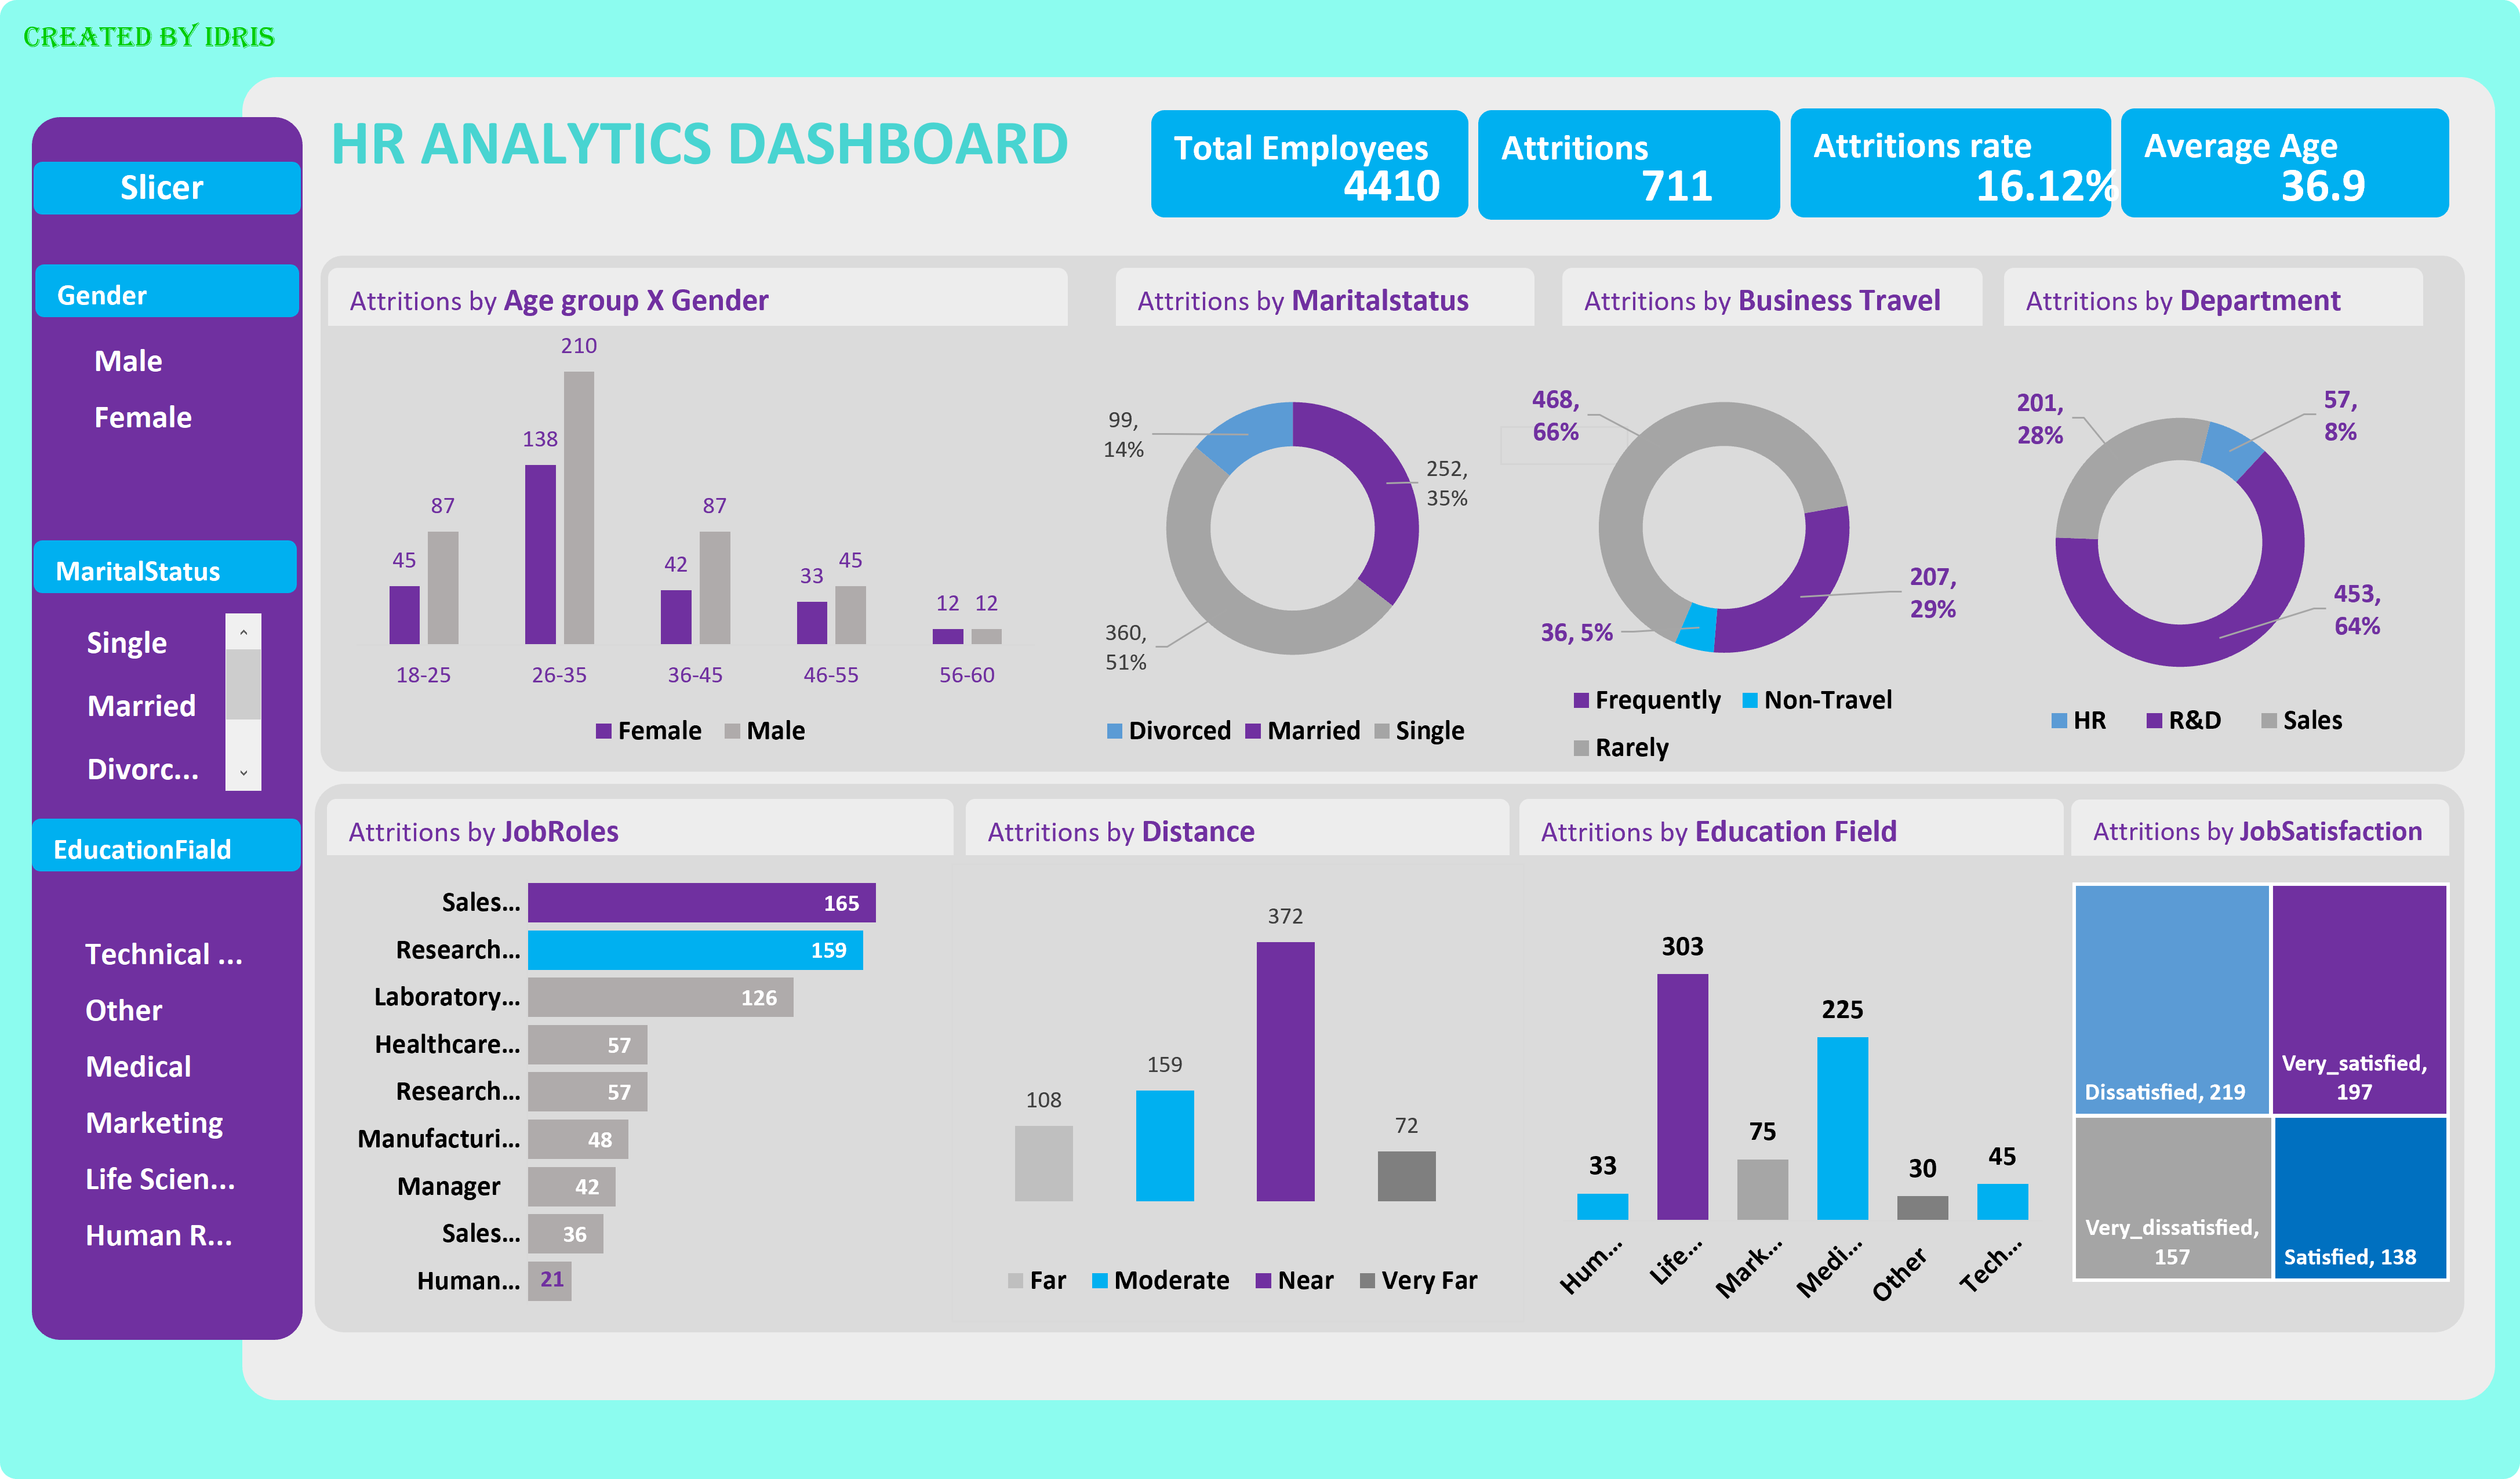 CREATED BY IDRIS
HR ANALYTICS DASHBOARD
Total Employees
4410
Attritions
711
Attritions rate
16.12%
Average Age
36.9
Slicer
Gender
Male
Female
MaritalStatus
Single
Married
Divorc...
EducationFiald
Technical ...
Other
Medical
Marketing
Life Scien...
Human R...
Attritions by Age group X Gender
210
138
87
87
45
42
33
45
12
12
18-25
26-35
36-45
46-55
56-60
Female
Male
Attritions by Maritalstatus
99,
14%
252,
35%
360,
51%
Divorced
Married
Single
Attritions by Business Travel
468,
66%
207,
29%
36, 5%
Frequently
Non-Travel
Rarely
Attritions by Department
201,
28%
57,
8%
453,
64%
HR
R&D
Sales
Attritions by JobRoles
Sales... 165
Research... 159
Laboratory... 126
Healthcare... 57
Research... 57
Manufacturi... 48
Manager 42
Sales... 36
Human... 21
Attritions by Distance
108
159
372
72
Far
Moderate
Near
Very Far
Attritions by Education Field
33
303
75
225
30
45
Hum...
Life...
Mark...
Medi...
Other
Tech...
Attritions by JobSatisfaction
Dissatisfied, 219
Very_satisfied,
197
Very_dissatisfied,
157
Satisfied, 138